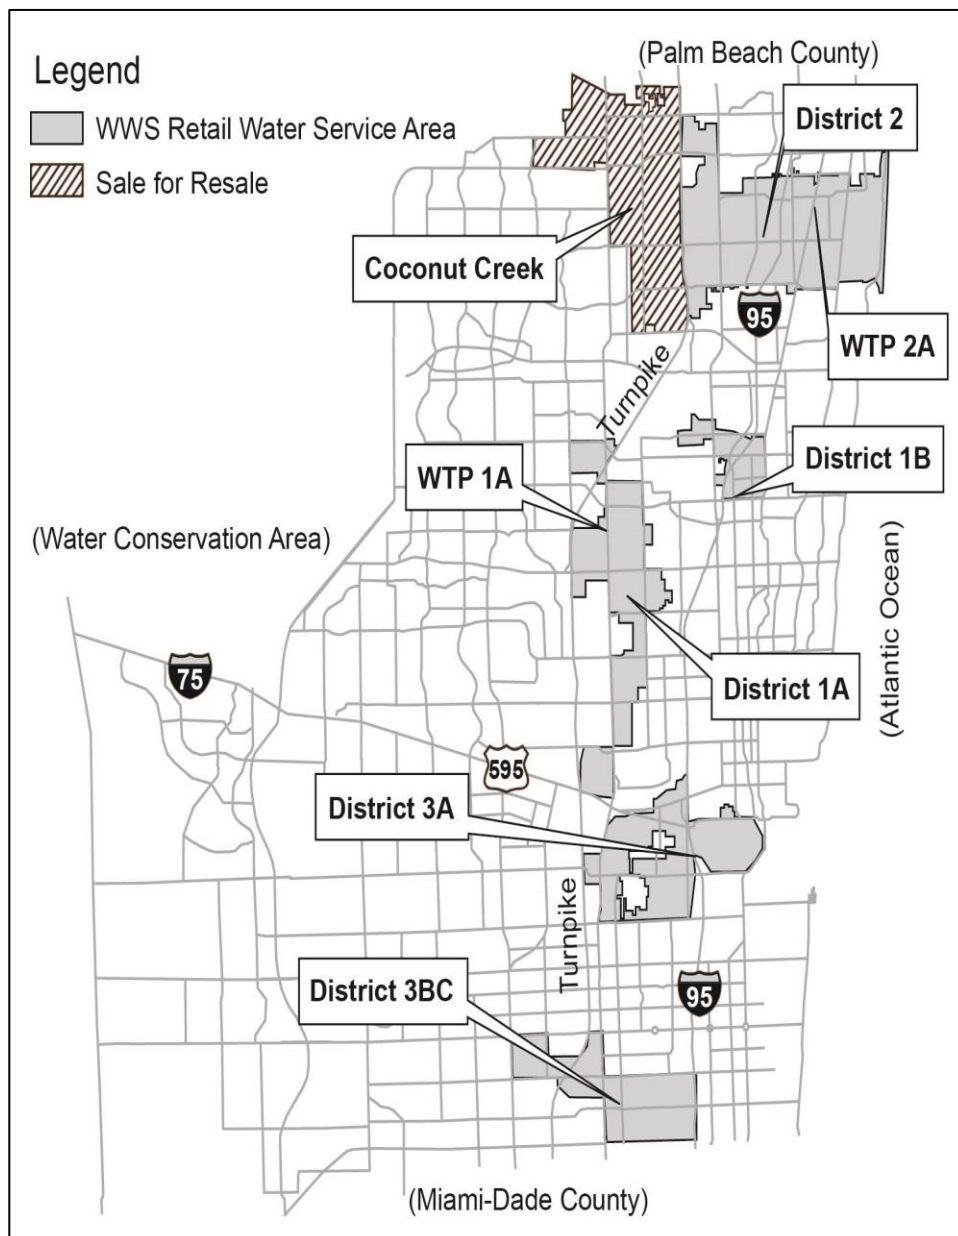 (Palm Beach County)
Legend
WWS Retail Water Service Area
Sale for Resale
District 2
Coconut Creek
95
WTP 2A
Turnpike
District 1B
WTP 1A
(Water Conservation Area)
(Atlantic Ocean)
75
District 1A
595
District 3A
Turnpike
District 3BC
95
(Miami-Dade County)